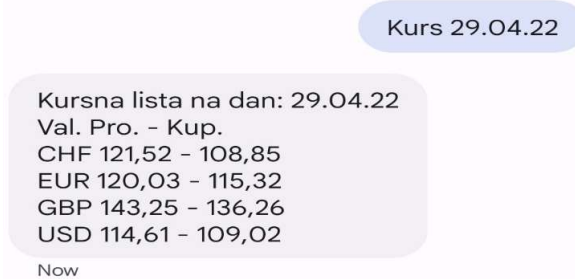 Kurs 29.04.22
Kursna lista na dan: 29.04.22
Val. Pro. - Kup.
CHF 121,52 - 108,85
EUR 120,03 - 115,32
GBP 143,25 - 136,26
USD 114,61 - 109,02
Now